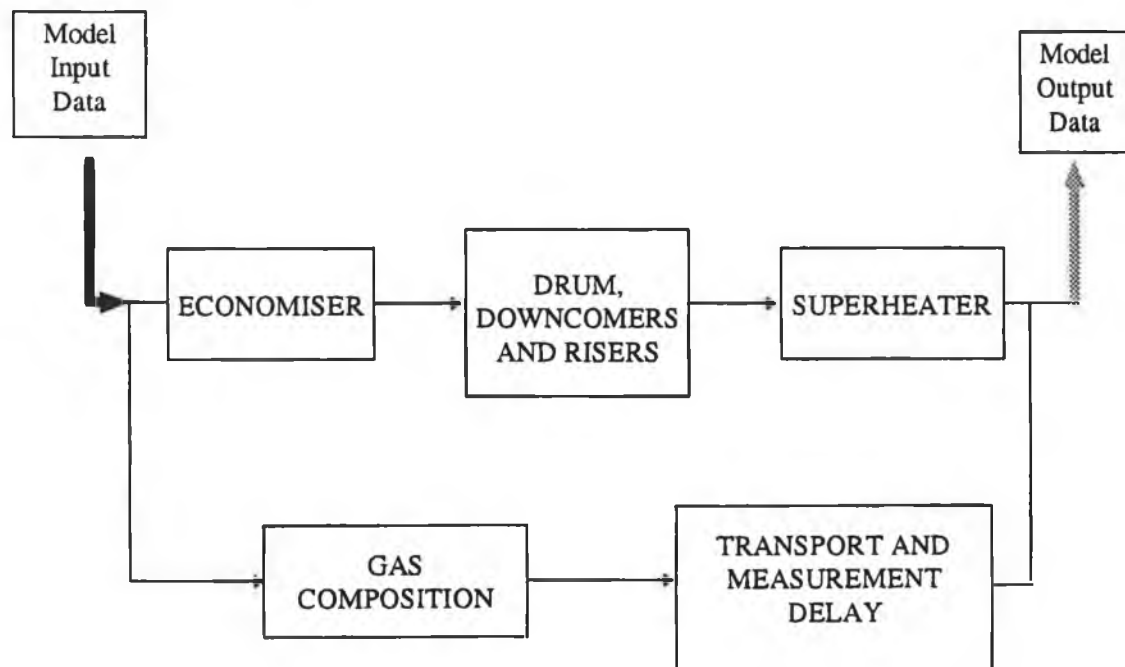 Model
Input
Data
Model
Output
Data
ECONOMISER
DRUM,
DOWNCOMERS
AND RISERS
SUPERHEATER
GAS
COMPOSITION
TRANSPORT AND
MEASUREMENT
DELAY